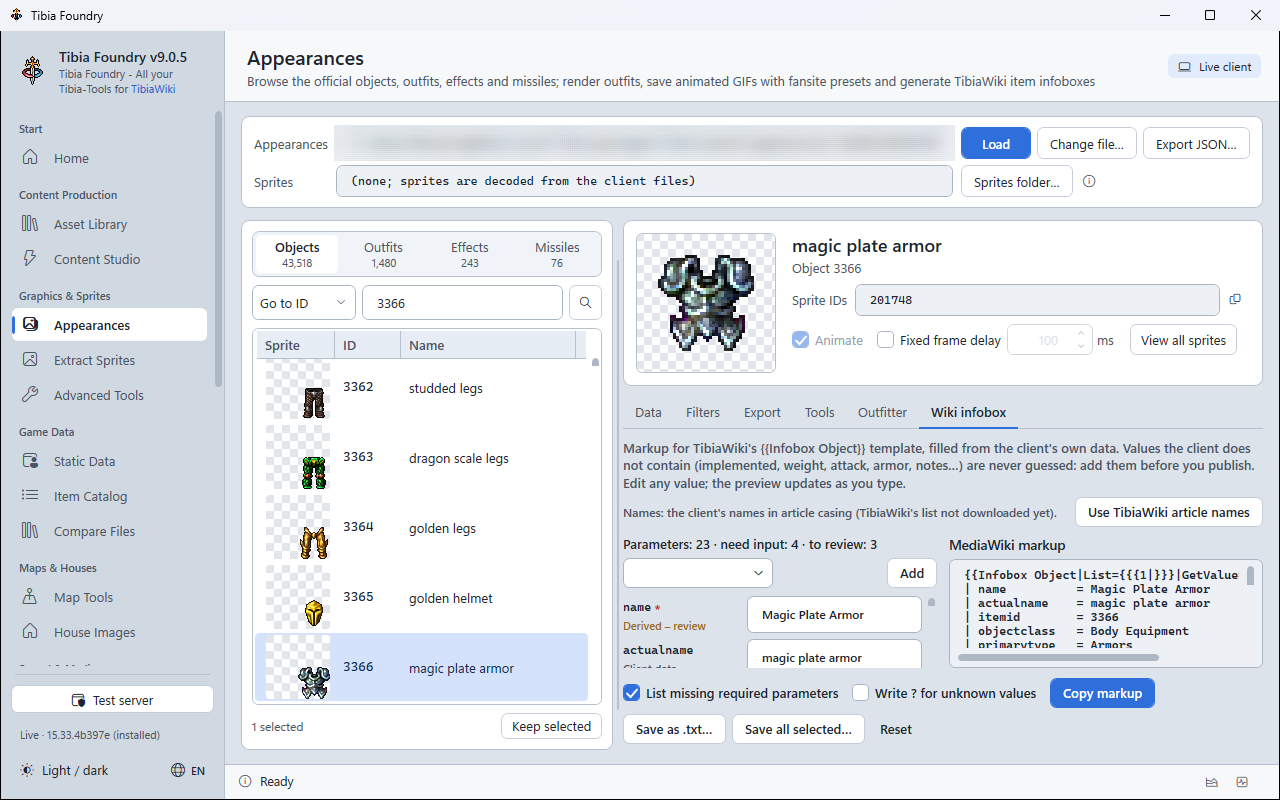 Tibia Foundry
Tibia Foundry v9.0.5
Tibia Foundry - All your
Tibia-Tools for TibiaWiki
Start
Home
Content Production
Asset Library
Content Studio
Graphics & Sprites
Appearances
Extract Sprites
Advanced Tools
Game Data
Static Data
Item Catalog
Compare Files
Maps & Houses
Map Tools
House Images
Test server
Live · 15.33.4b397e (installed)
Light / dark
EN
Appearances
Browse the official objects, outfits, effects and missiles; render outfits, save animated GIFs with fansite presets and generate TibiaWiki item infoboxes
Live client
Appearances
Load
Change file...
Export JSON...
Sprites
(none; sprites are decoded from the client files)
Sprites folder...
Objects
43,518
Outfits
1,480
Effects
243
Missiles
76
Go to ID
3366
Sprite ID Name
3362 studded legs
3363 dragon scale legs
3364 golden legs
3365 golden helmet
3366 magic plate armor
1 selected
Keep selected
magic plate armor
Object 3366
Sprite IDs 201748
Animate Fixed frame delay 100 ms View all sprites
Data Filters Export Tools Outfitter Wiki infobox
Markup for TibiaWiki's {{Infobox Object}} template, filled from the client's own data. Values the client does
not contain (implemented, weight, attack, armor, notes...) are never guessed: add them before you publish.
Edit any value; the preview updates as you type.
Names: the client's names in article casing (TibiaWiki's list not downloaded yet).
Use TibiaWiki article names
Parameters: 23 · need input: 4 · to review: 3
Add
name *
Derived – review
Magic Plate Armor
actualname
Client data
magic plate armor
MediaWiki markup
{{Infobox Object|List={{{1|}}}|GetValue
| name = Magic Plate Armor
| actualname = magic plate armor
| itemid = 3366
| objectclass = Body Equipment
| primarytype = Armors
List missing required parameters
Write ? for unknown values
Copy markup
Save as .txt...
Save all selected...
Reset
Ready